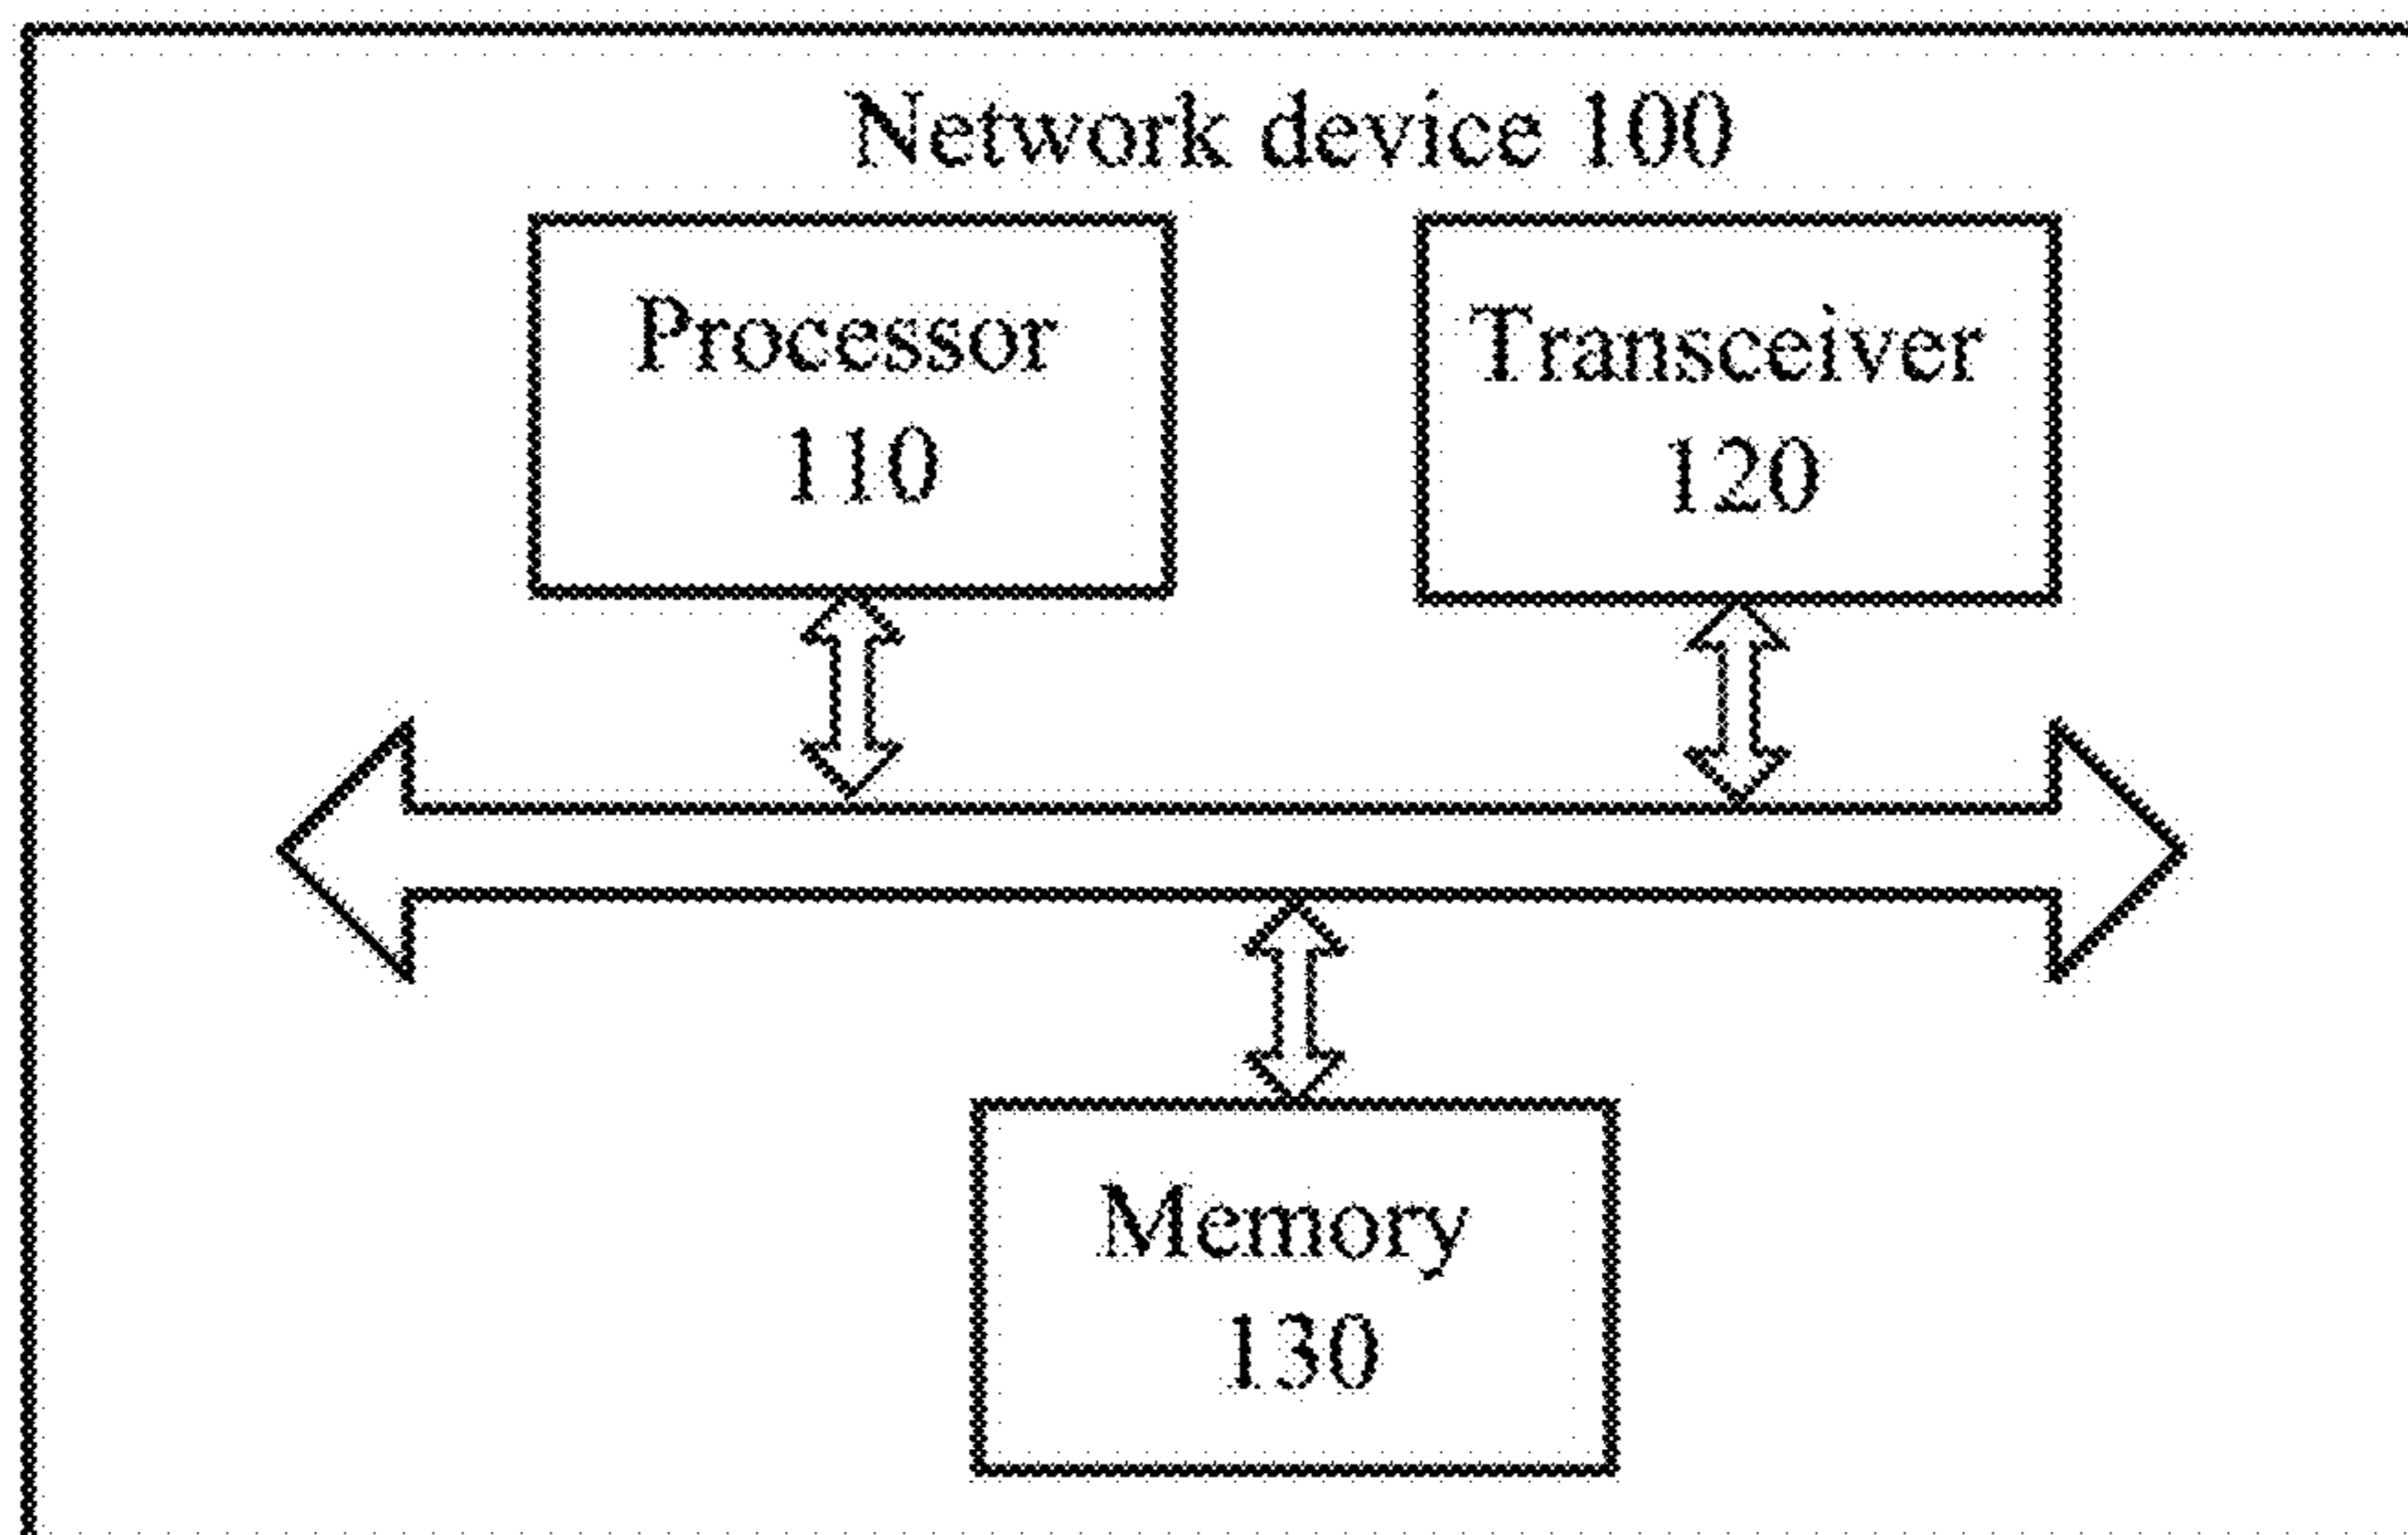 Network device 100
Processor
110
Transceiver
120
Memory
130